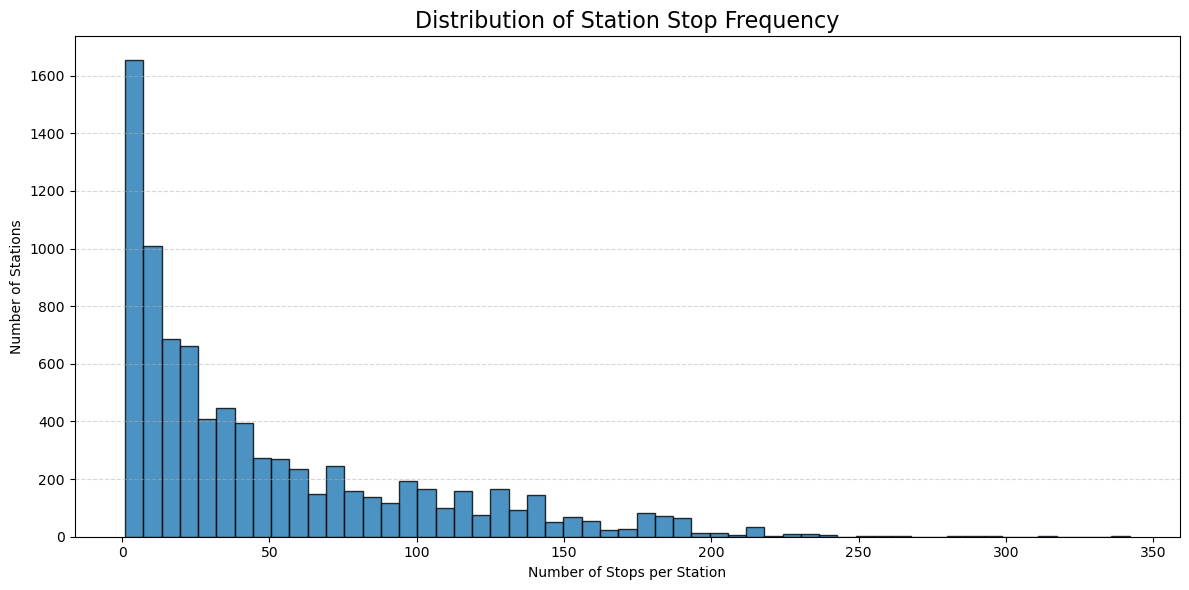 Distribution of Station Stop Frequency
Number of Stations
1600
1400
1200
1000
800
600
400
200
0
0 50 100 150 200 250 300 350
Number of Stops per Station